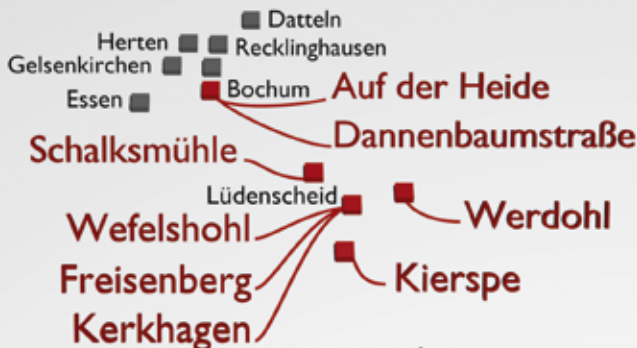 Datteln
Herten
Recklinghausen
Gelsenkirchen
Bochum
Auf der Heide
Essen
Dannenbaumstraße
Schalksmühle
Lüdenscheid
Wefelshohl
Werdohl
Freisenberg
Kierspe
Kerkhagen